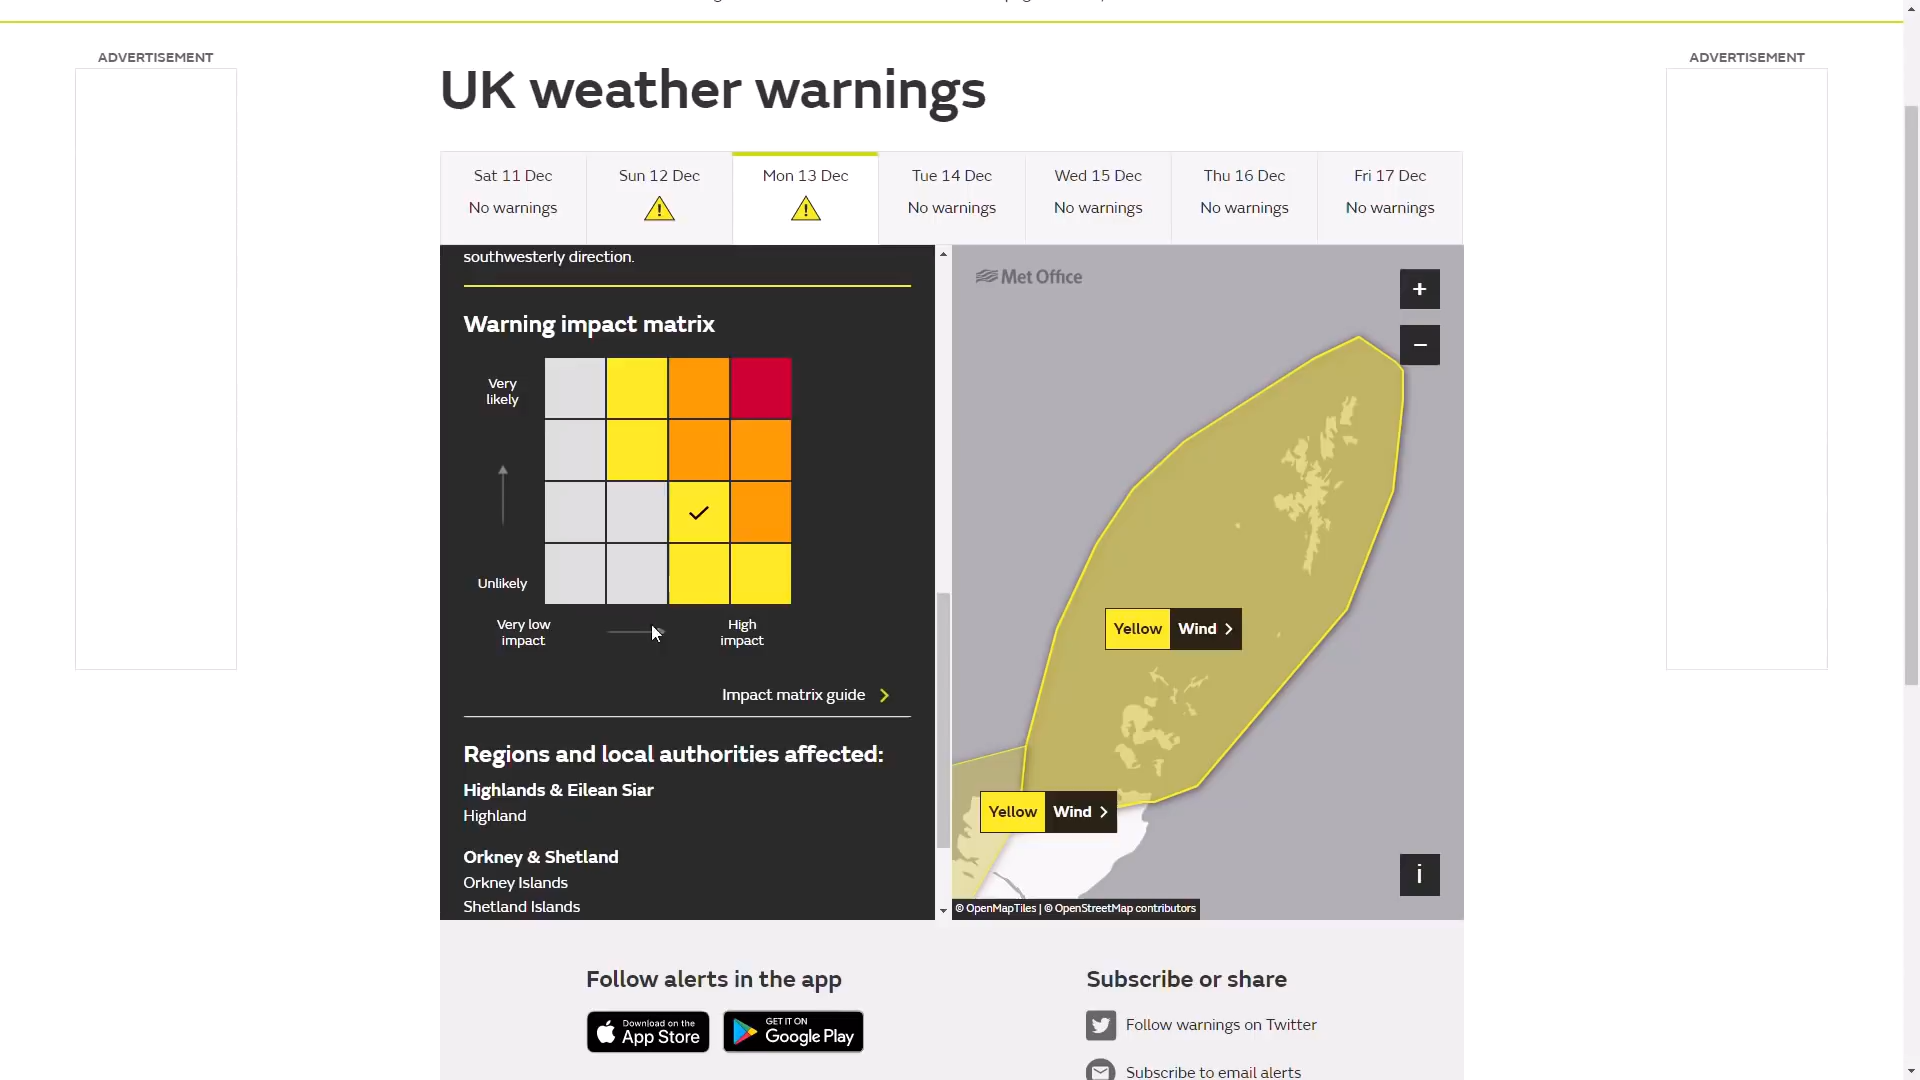 ADVERTISEMENT
ADVERTISEMENT
UK weather warnings
Sat 11 Dec
No warnings
Sun 12 Dec
Mon 13 Dec
Tue 14 Dec
No warnings
Wed 15 Dec
No warnings
Thu 16 Dec
No warnings
Fri 17 Dec
No warnings
southwesterly direction.
Warning impact matrix
Very
likely
Unlikely
Very low
impact
High
impact
Impact matrix guide
Regions and local authorities affected:
Highlands & Eilean Siar
Highland
Orkney & Shetland
Orkney Islands
Shetland Islands
Met Office
+
−
Yellow Wind
Yellow Wind
i
© OpenMapTiles | © OpenStreetMap contributors
Follow alerts in the app
Download on the
App Store
GET IT ON
Google Play
Subscribe or share
Follow warnings on Twitter
Subscribe to email alerts